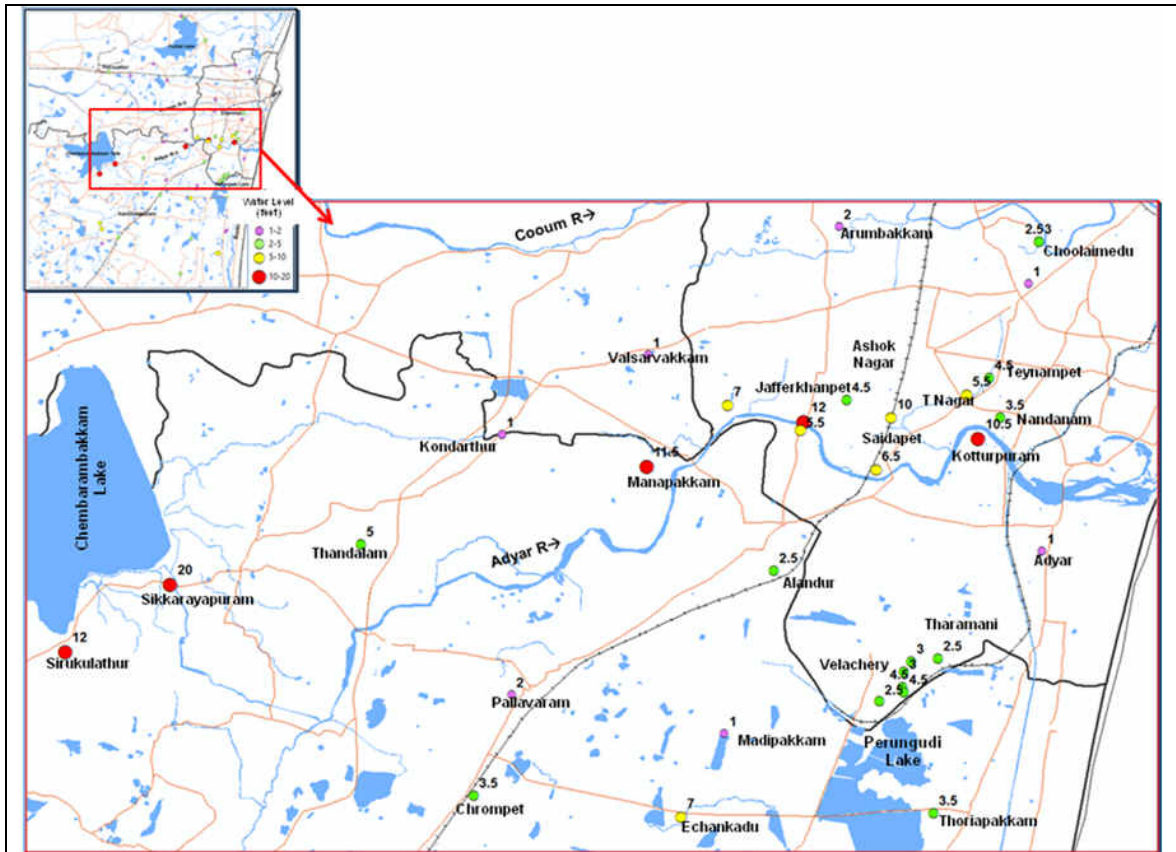 Water Level
(feet)
1-2
2-5
5-10
10-20
Cooum R→
2
Arumbakkam
2.53
Choolaimedu
1
1
Valsarvakkam
Ashok
Nagar
4.5
Teynampet
7
Jafferkhanpet 4.5
5.5
T.Nagar
12
5.5
10
Saidapet
3.5
Nandanam
10.5
Kotturpuram
1
Kondarthur
11.5
Manapakkam
6.5
Chembarambakkam
Lake
5
Thandalam
Adyar R→
2.5
Alandur
1
Adyar
20
Sikkarayapuram
12
Sirukulathur
Tharamani
2.5
3
Velachery
3
4.5
4.5
2.5
2
Pallavaram
1
Madipakkam
Perungudi
Lake
3.5
Chrompet
7
Echankadu
3.5
Thoriapakkam